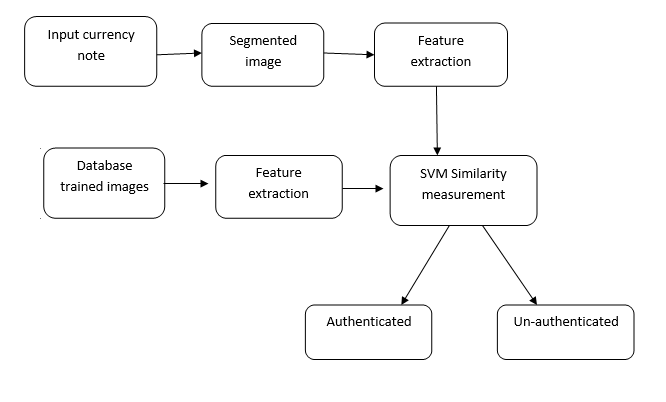 Input currency
note
Segmented
image
Feature
extraction
Database
trained images
Feature
extraction
SVM Similarity
measurement
Authenticated
Un-authenticated